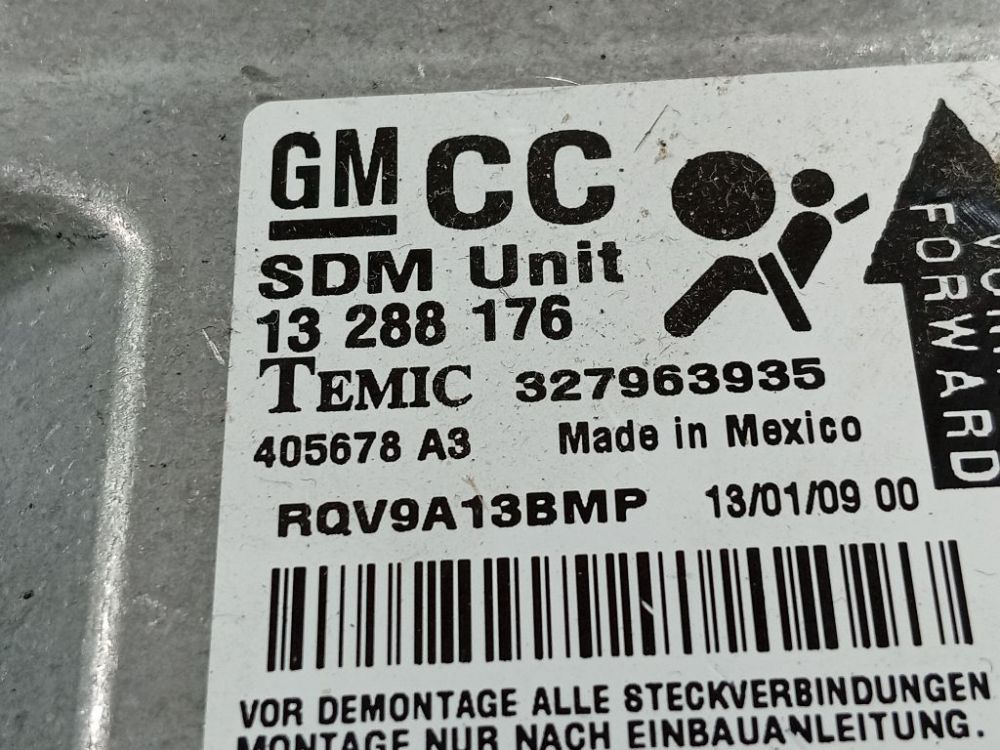 GM CC
SDM Unit
13 288 176
TEMIC 327963935
405678 A3 Made in Mexico
RQV9A13BMP 13/01/09 00
VOR DEMONTAGE ALLE STECKVERBINDUNGEN
MONTAGE NUR NACH EINBAUANLEITUNG.
FORWARD